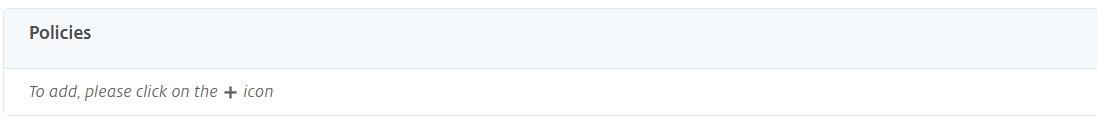 Policies
To add, please click on the + icon